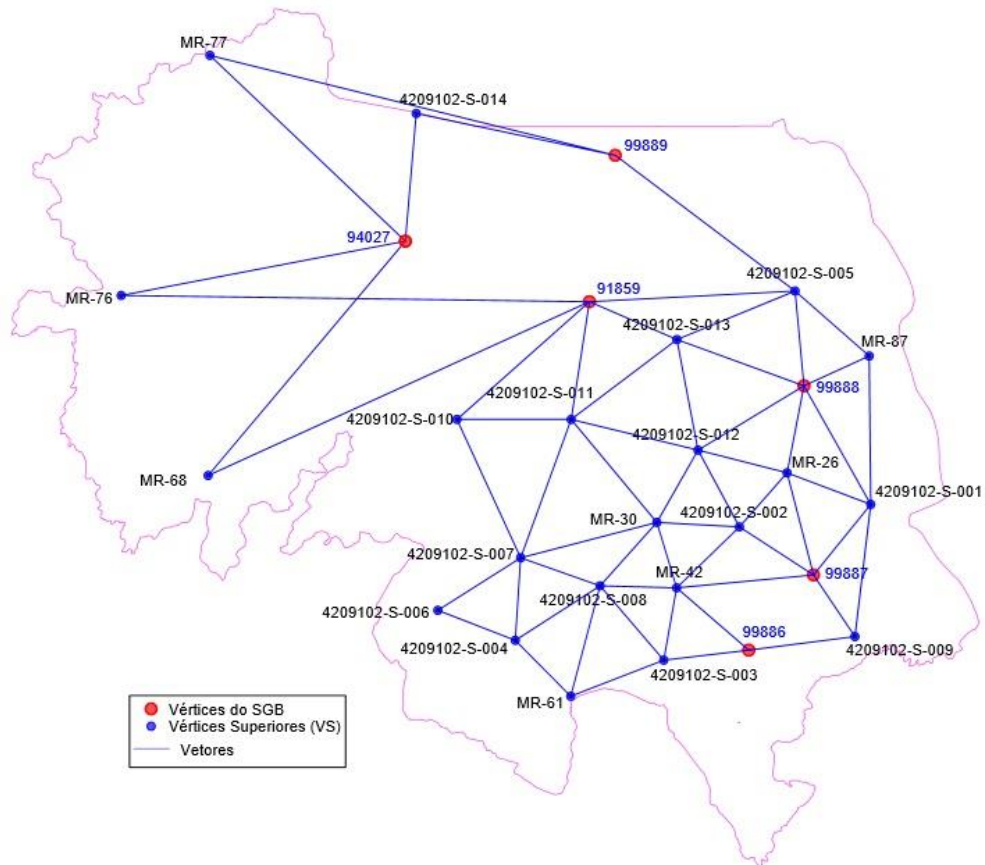 MR-77
4209102-S-014
99889
94027
4209102-S-005
MR-76
91859
4209102-S-013
MR-87
99888
4209102-S-011
4209102-S-010
4209102-S-012
MR-26
MR-68
4209102-S-001
4209102-S-002
MR-30
4209102-S-007
MR-42
99887
4209102-S-008
4209102-S-006
99886
4209102-S-004
4209102-S-009
4209102-S-003
MR-61
Vértices do SGB
Vértices Superiores (VS)
Vetores